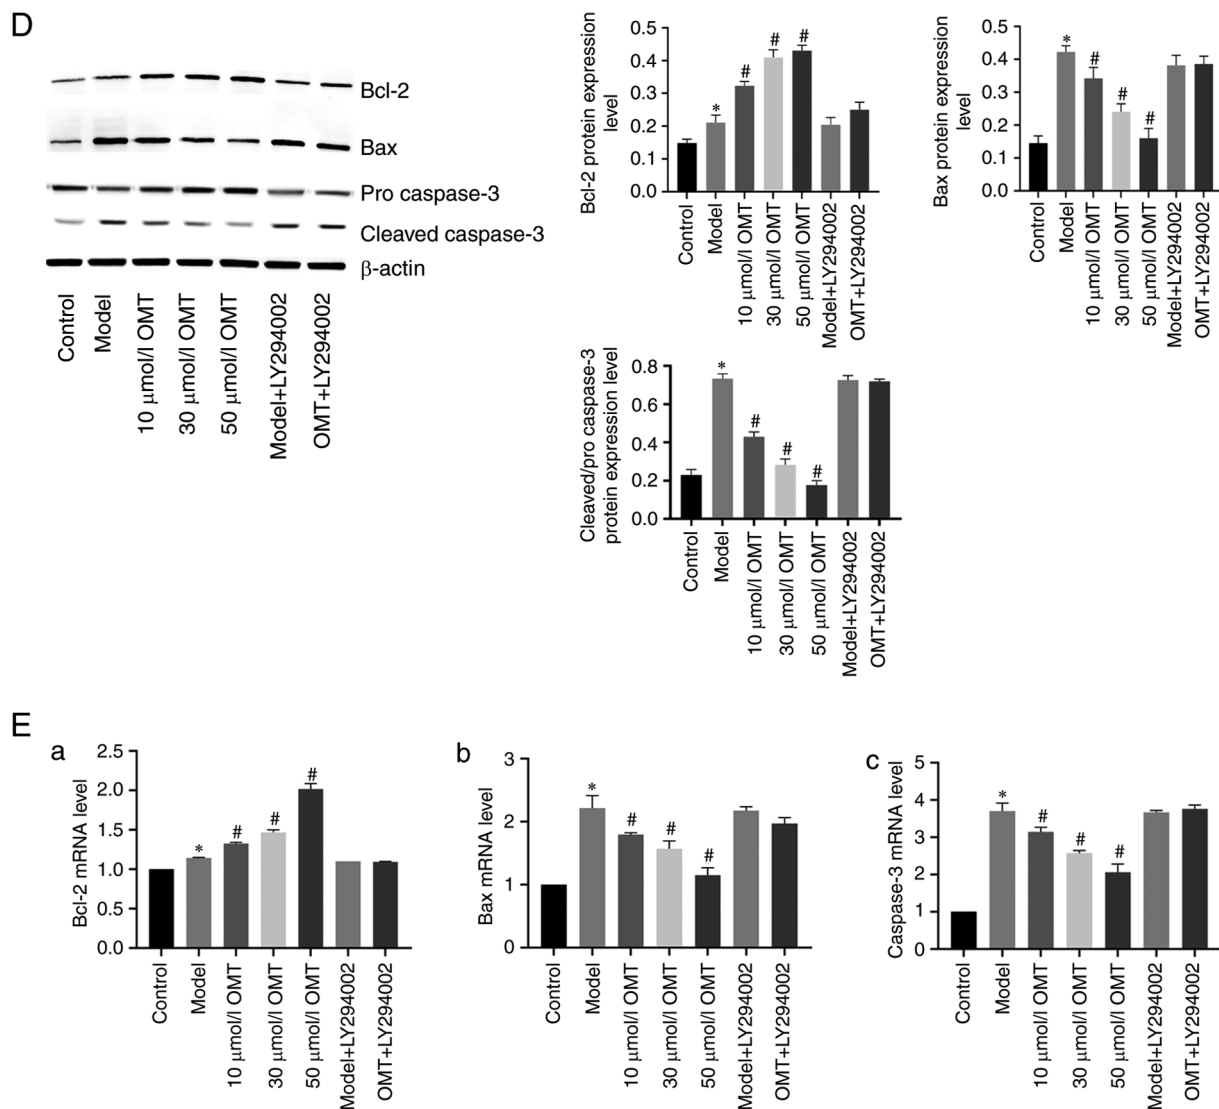 D
Bcl-2
Bax
Pro caspase-3
Cleaved caspase-3
β-actin
Control
Model
10 µmol/l OMT
30 µmol/l OMT
50 µmol/l OMT
Model+LY294002
OMT+LY294002
Bcl-2 protein expression
level
0.5
0.4
0.3
0.2
0.1
0.0
*
#
#
#
Control
Model
10 µmol/l OMT
30 µmol/l OMT
50 µmol/l OMT
Model+LY294002
OMT+LY294002
Bax protein expression
level
0.5
0.4
0.3
0.2
0.1
0.0
*
#
#
#
Control
Model
10 µmol/l OMT
30 µmol/l OMT
50 µmol/l OMT
Model+LY294002
OMT+LY294002
Cleaved/pro caspase-3
protein expression level
0.8
0.6
0.4
0.2
0.0
*
#
#
#
Control
Model
10 µmol/l OMT
30 µmol/l OMT
50 µmol/l OMT
Model+LY294002
OMT+LY294002
E
a
Bcl-2 mRNA level
2.5
2.0
1.5
1.0
0.5
0.0
*
#
#
#
Control
Model
10 µmol/l OMT
30 µmol/l OMT
50 µmol/l OMT
Model+LY294002
OMT+LY294002
b
Bax mRNA level
3
2
1
0
*
#
#
#
Control
Model
10 µmol/l OMT
30 µmol/l OMT
50 µmol/l OMT
Model+LY294002
OMT+LY294002
c
Caspase-3 mRNA level
5
4
3
2
1
0
*
#
#
#
Control
Model
10 µmol/l OMT
30 µmol/l OMT
50 µmol/l OMT
Model+LY294002
OMT+LY294002